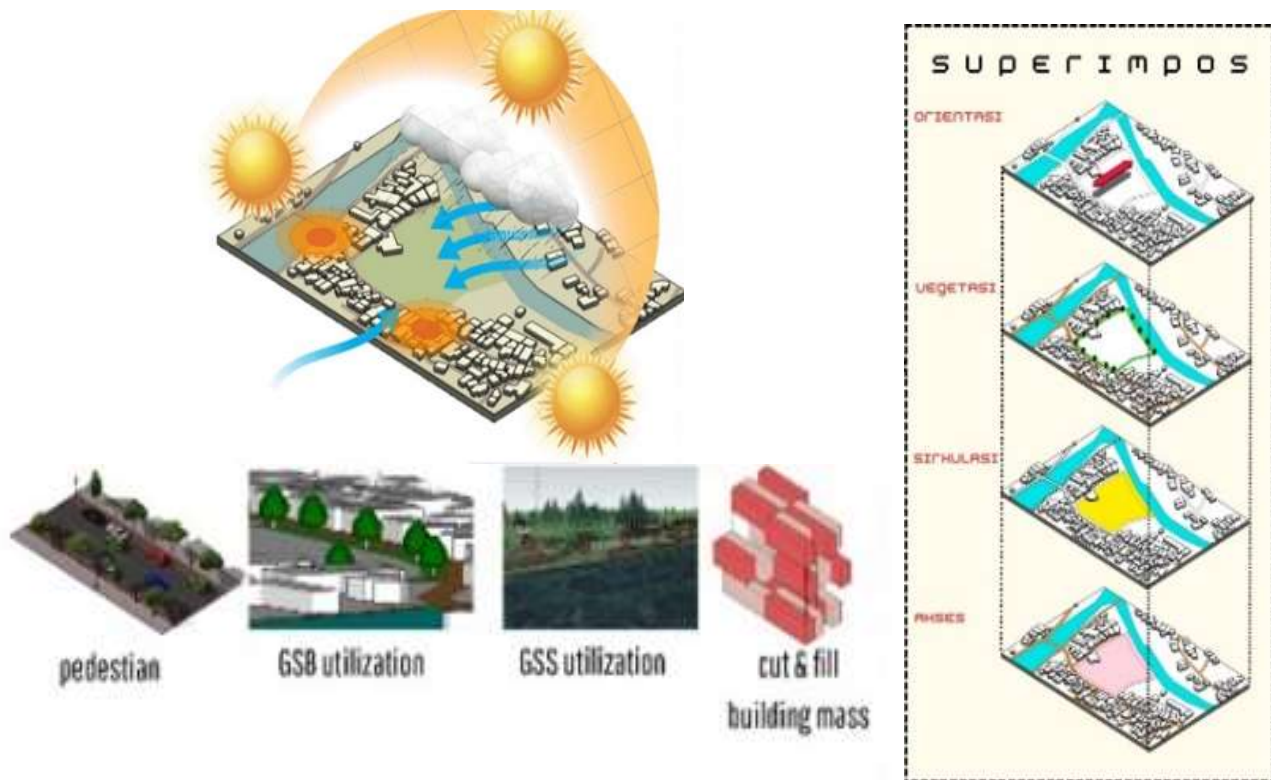 SUPERIMPOS
ORIENTASI
VEGETASI
SIRKULASI
AKSES
pedestian
GSB utilization
GSS utilization
cut & fill
building mass